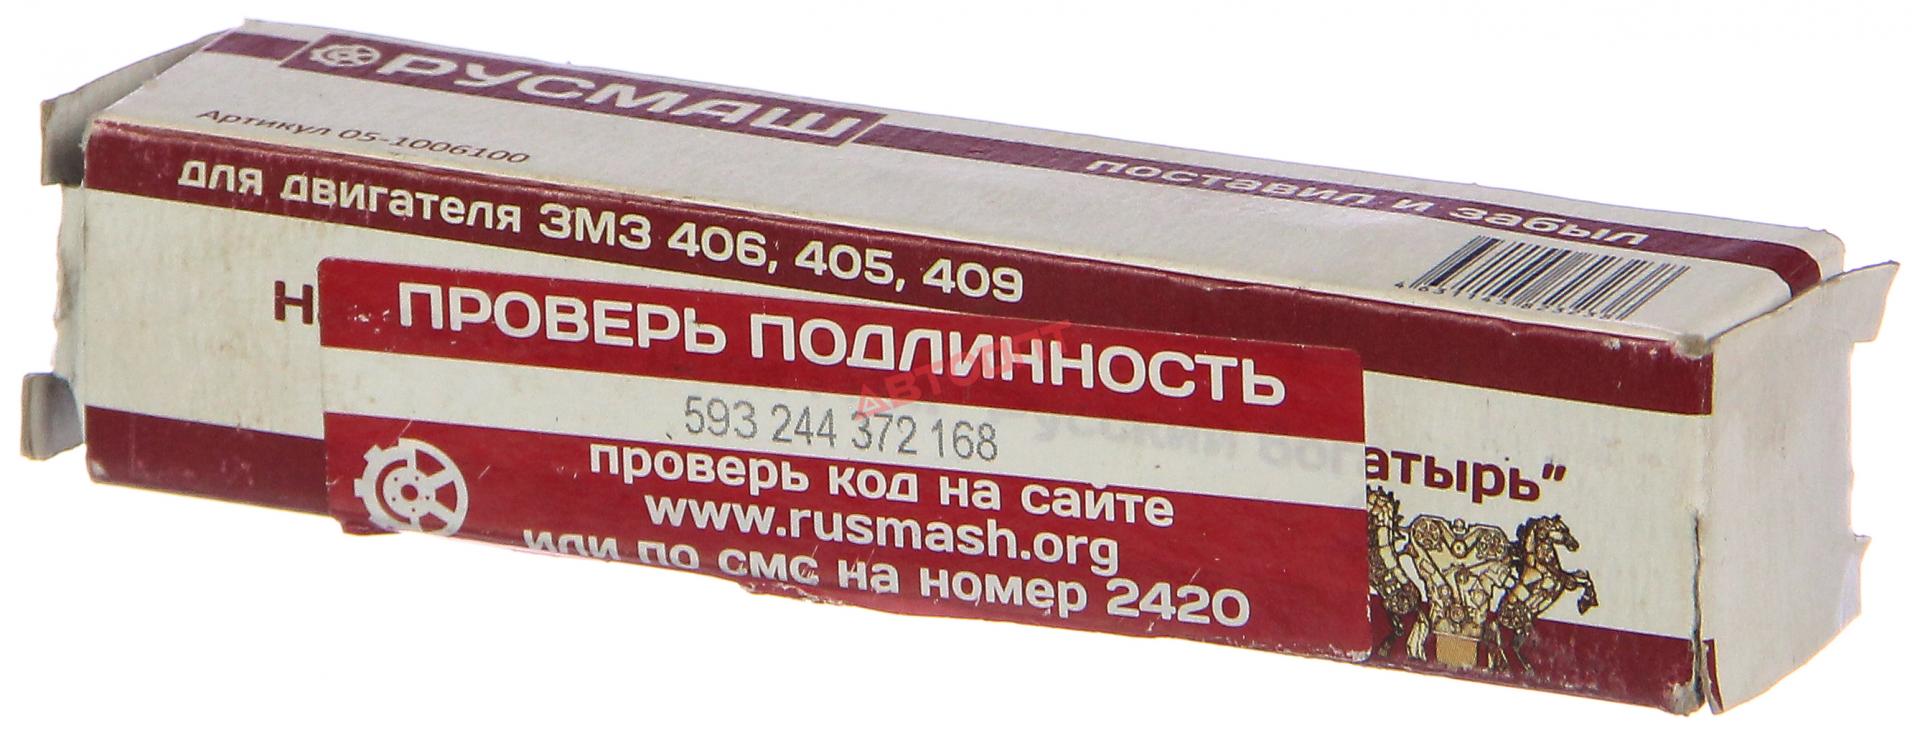 РУСМАШ
поставил и забыл
Артикул 05-1006100
для двигателя ЗМЗ 406, 405, 409
ПРОВЕРЬ ПОДЛИННОСТЬ
АВТООПТ
593 244 372 168
атырь"
проверь код на сайте
www.rusmash.org
или по смс на номер 2420